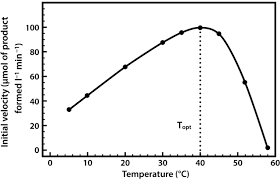 Initial velocity (µmol of product
formed l⁻¹ min⁻¹)
100
80
60
40
20
0
T opt
0 10 20 30 40 50 60
Temperature (°C)